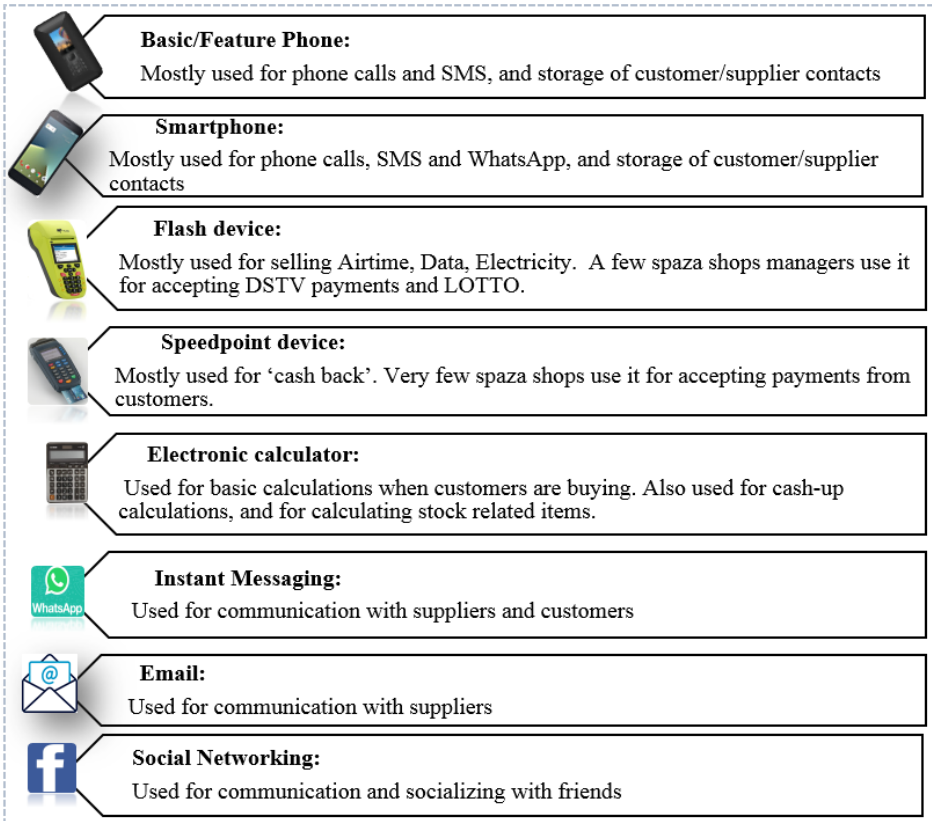 Basic/Feature Phone:
Mostly used for phone calls and SMS, and storage of customer/supplier contacts
Smartphone:
Mostly used for phone calls, SMS and WhatsApp, and storage of customer/supplier
contacts
Flash device:
Mostly used for selling Airtime, Data, Electricity.  A few spaza shops managers use it
for accepting DSTV payments and LOTTO.
Speedpoint device:
Mostly used for ‘cash back’. Very few spaza shops use it for accepting payments from
customers.
Electronic calculator:
Used for basic calculations when customers are buying. Also used for cash-up
calculations, and for calculating stock related items.
WhatsApp
Instant Messaging:
Used for communication with suppliers and customers
@
Email:
Used for communication with suppliers
f
Social Networking:
Used for communication and socializing with friends